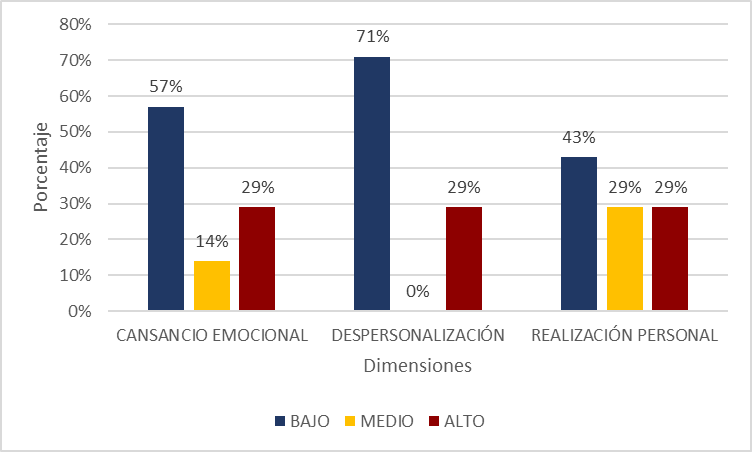 80%
70%
60%
50%
40%
30%
20%
10%
0%
Porcentaje
57%
14%
29%
71%
0%
29%
43%
29%
29%
CANSANCIO EMOCIONAL
DESPERSONALIZACIÓN
REALIZACIÓN PERSONAL
Dimensiones
BAJO
MEDIO
ALTO